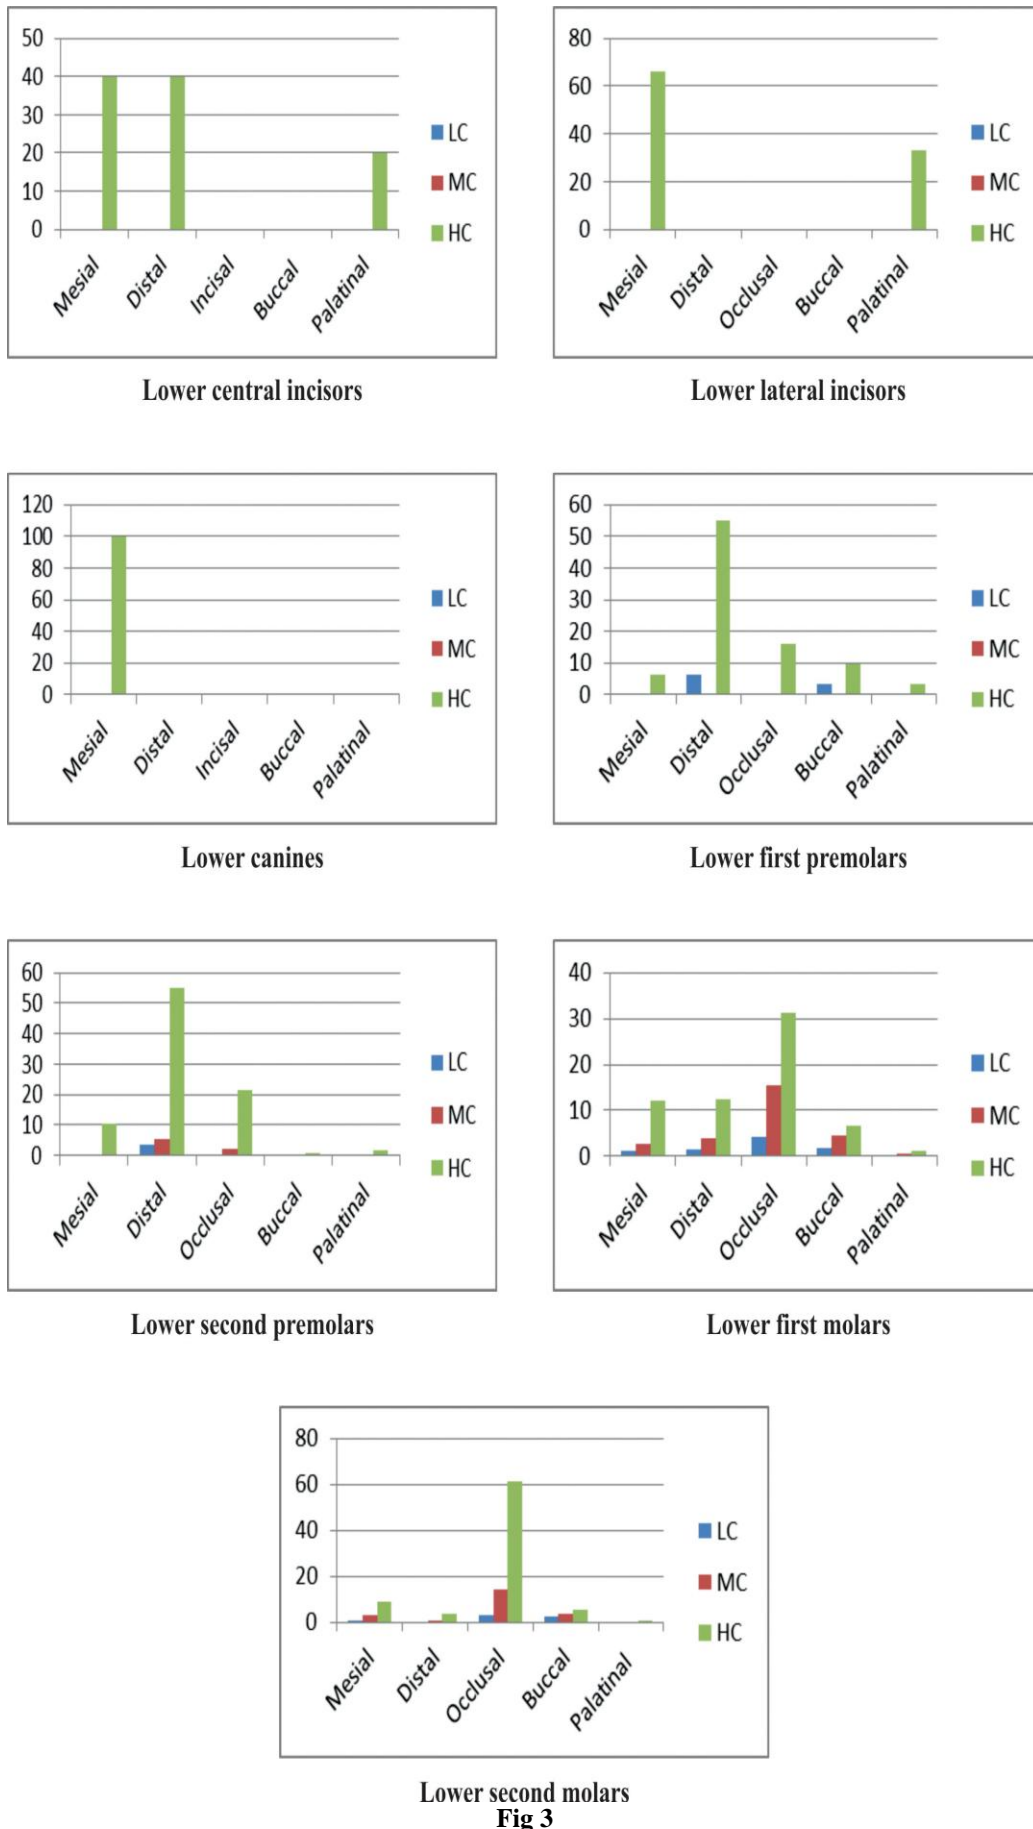 50
40
30
20
10
0
Mesial
Distal
Incisal
Buccal
Palatinal
LC
MC
HC
Lower central incisors
80
60
40
20
0
Mesial
Distal
Occlusal
Buccal
Palatinal
LC
MC
HC
Lower lateral incisors
120
100
80
60
40
20
0
Mesial
Distal
Incisal
Buccal
Palatinal
LC
MC
HC
Lower canines
60
50
40
30
20
10
0
Mesial
Distal
Occlusal
Buccal
Palatinal
LC
MC
HC
Lower first premolars
60
50
40
30
20
10
0
Mesial
Distal
Occlusal
Buccal
Palatinal
LC
MC
HC
Lower second premolars
40
30
20
10
0
Mesial
Distal
Occlusal
Buccal
Palatinal
LC
MC
HC
Lower first molars
80
60
40
20
0
Mesial
Distal
Occlusal
Buccal
Palatinal
LC
MC
HC
Lower second molars
Fig 3